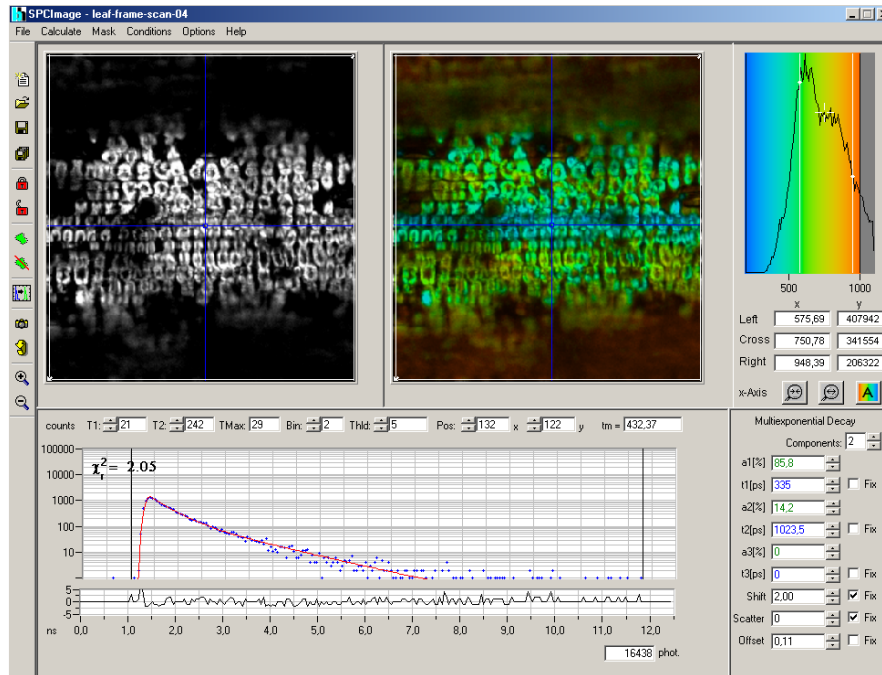 SPCImage - leaf-frame-scan-04
File Calculate Mask Conditions Options Help
500 1000
x y
Left 575,69 407942
Cross 750,78 341554
Right 948,39 206322
x-Axis A
counts T1: 21 T2: 242 TMax: 29 Bin: 2 Thld: 5 Pos: 132 x 122 y tm = 432,37
100000
10000
1000
100
10
χr²= 2.05
5
0
-5
ns 0,0 1,0 2,0 3,0 4,0 5,0 6,0 7,0 8,0 9,0 10,0 11,0 12,0
16438 phot.
Multiexponential Decay
Components: 2
a1[%] 85,8
t1[ps] 335 Fix
a2[%] 14,2
t2[ps] 1023,5 Fix
a3[%] 0
t3[ps] 0 Fix
Shift 2,00 Fix
Scatter 0 Fix
Offset 0,11 Fix